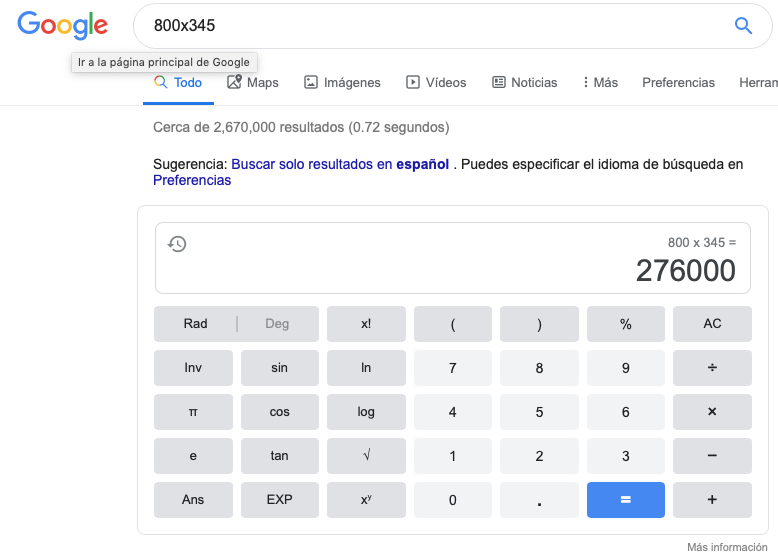 Google
800x345
Ir a la página principal de Google
Todo Maps Imágenes Vídeos Noticias Más Preferencias Herram
Cerca de 2,670,000 resultados (0.72 segundos)
Sugerencia: Buscar solo resultados en español . Puedes especificar el idioma de búsqueda en
Preferencias
800 x 345 =
276000
Rad Deg x! ( ) % AC
Inv sin ln 7 8 9 ÷
π cos log 4 5 6 ×
e tan √ 1 2 3 −
Ans EXP xʸ 0 . = +
Más información